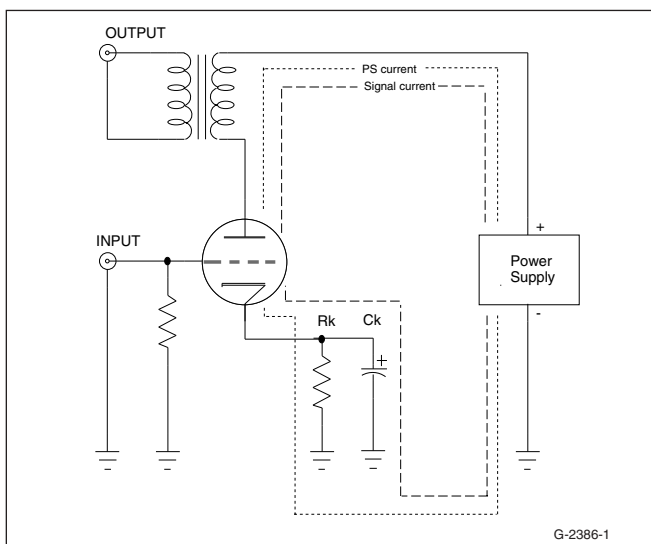 OUTPUT
PS current
Signal current
INPUT
+
Power
Supply
-
Rk
Ck
+
G-2386-1